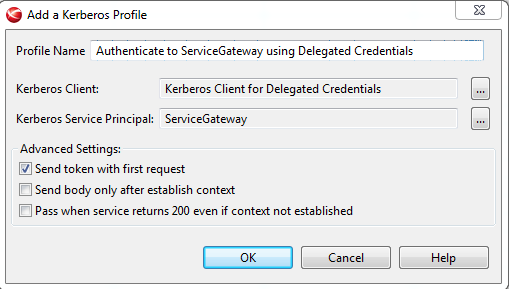 Add a Kerberos Profile
Profile Name Authenticate to ServiceGateway using Delegated Credentials
Kerberos Client: Kerberos Client for Delegated Credentials ...
Kerberos Service Principal: ServiceGateway ...
Advanced Settings:
Send token with first request
Send body only after establish context
Pass when service returns 200 even if context not established
OK Cancel Help